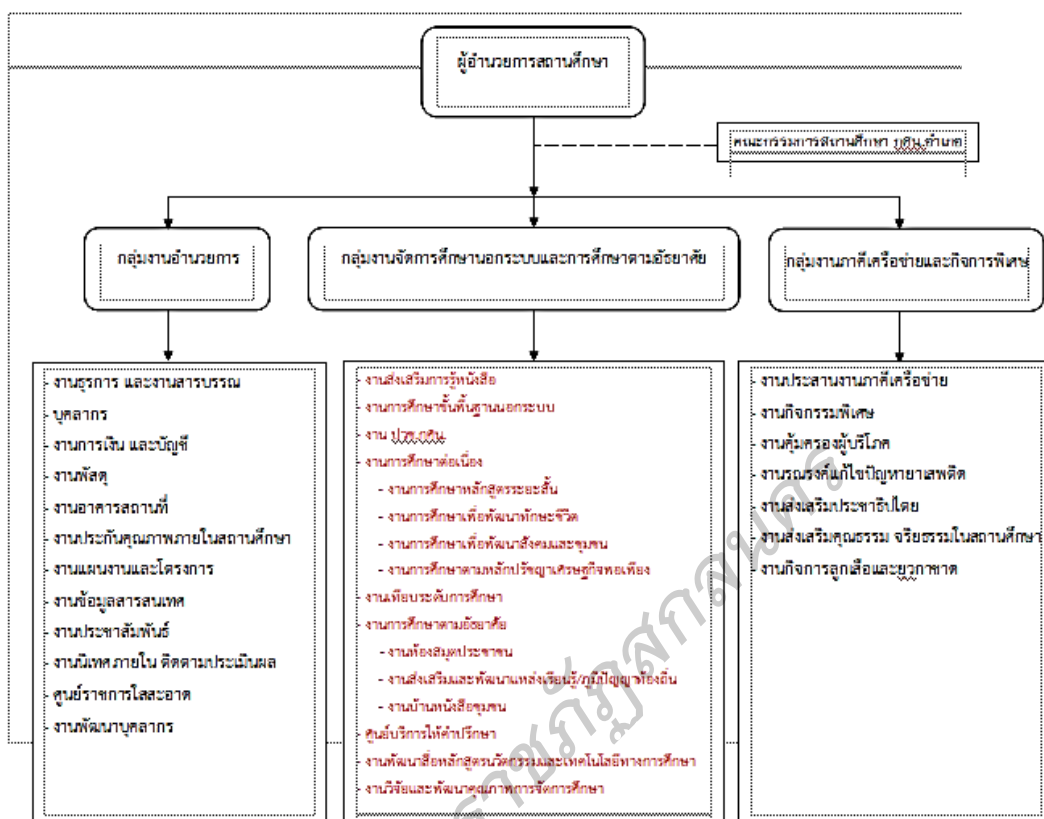 ผู้อำนวยการสถานศึกษา
คณะกรรมการสถานศึกษา กศน.อำเภอ
กลุ่มงานอำนวยการ
กลุ่มงานจัดการศึกษานอกระบบและการศึกษาตามอัธยาศัย
กลุ่มงานภาคีเครือข่ายและกิจการพิเศษ
- งานธุรการ และงานสารบรรณ
- บุคลากร
- งานการเงิน และบัญชี
- งานพัสดุ
- งานอาคารสถานที่
- งานประกันคุณภาพภายในสถานศึกษา
- งานแผนงานและโครงการ
- งานข้อมูลสารสนเทศ
- งานประชาสัมพันธ์
- งานนิเทศภายใน ติดตามประเมินผล
- ศูนย์ราชการใสสะอาด
- งานพัฒนาบุคลากร
- งานส่งเสริมการรู้หนังสือ
- งานการศึกษาขั้นพื้นฐานนอกระบบ
- งาน ปวช.กศน.
- งานการศึกษาต่อเนื่อง
- งานการศึกษาหลักสูตรระยะสั้น
- งานการศึกษาเพื่อพัฒนาทักษะชีวิต
- งานการศึกษาเพื่อพัฒนาสังคมและชุมชน
- งานการศึกษาตามหลักปรัชญาเศรษฐกิจพอเพียง
- งานเทียบระดับการศึกษา
- งานการศึกษาตามอัธยาศัย
- งานห้องสมุดประชาชน
- งานส่งเสริมและพัฒนาแหล่งเรียนรู้/ภูมิปัญญาท้องถิ่น
- งานบ้านหนังสือชุมชน
- ศูนย์บริการให้คำปรึกษา
- งานพัฒนาสื่อหลักสูตรนวัตกรรมและเทคโนโลยีทางการศึกษา
- งานวิจัยและพัฒนาคุณภาพการจัดการศึกษา
- งานประสานงานภาคีเครือข่าย
- งานกิจกรรมพิเศษ
- งานคุ้มครองผู้บริโภค
- งานรณรงค์แก้ไขปัญหายาเสพติด
- งานส่งเสริมประชาธิปไตย
- งานส่งเสริมคุณธรรม จริยธรรมในสถานศึกษา
- งานกิจการลูกเสือและยุวกาชาด
ราชภัฏสกลนคร